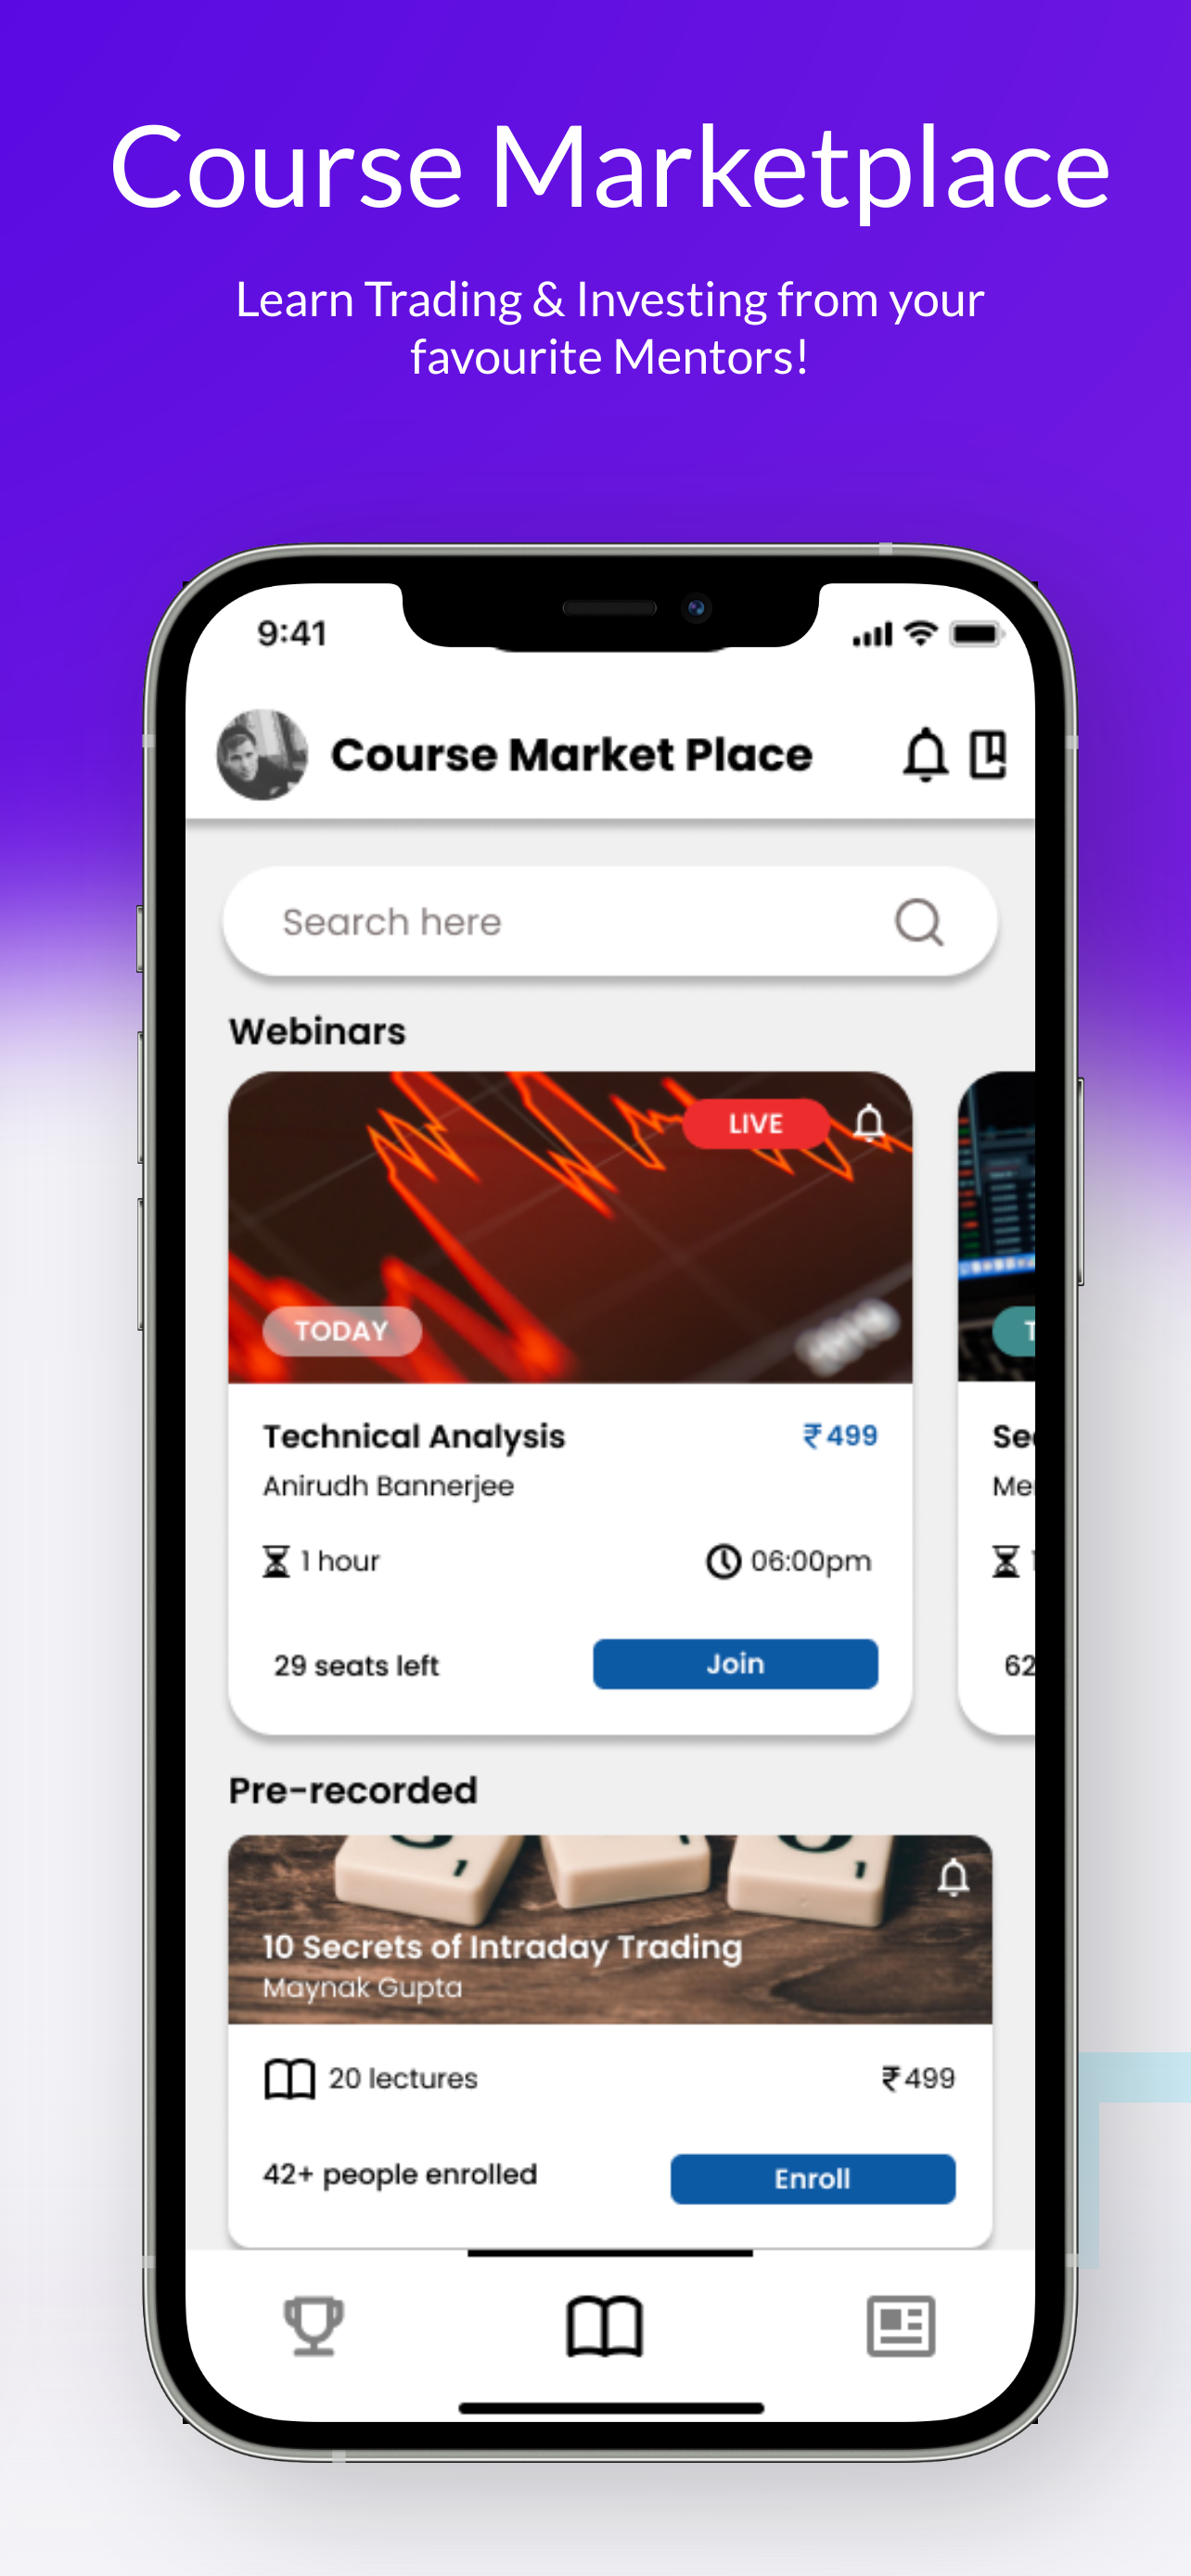 Course Marketplace
Learn Trading & Investing from your
favourite Mentors!
9:41
Course Market Place
Search here
Webinars
LIVE
TODAY
Technical Analysis
₹499
Anirudh Bannerjee
1 hour
06:00pm
29 seats left
Join
62
Pre-recorded
10 Secrets of Intraday Trading
Maynak Gupta
20 lectures
₹499
42+ people enrolled
Enroll